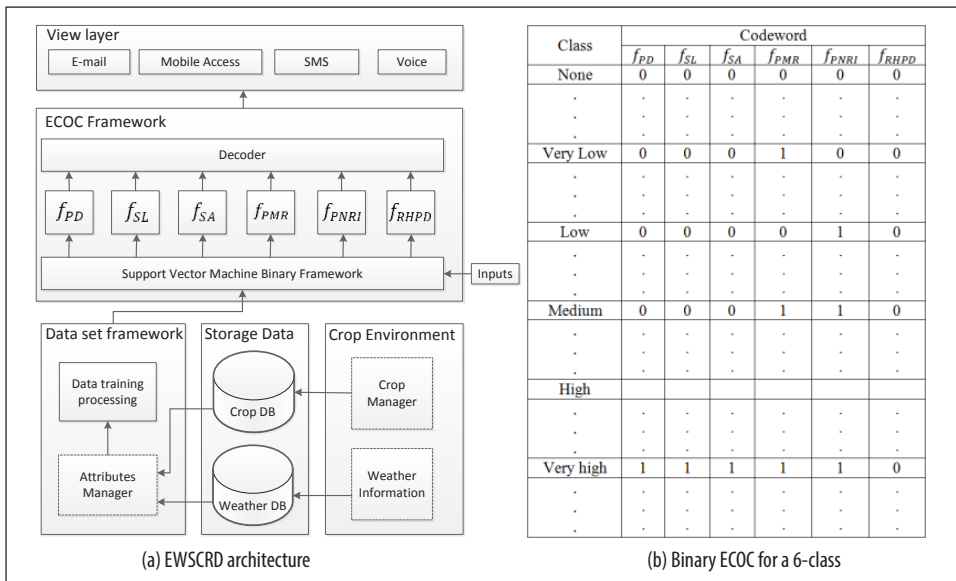 View layer
E-mail
Mobile Access
SMS
Voice
ECOC Framework
Decoder
f_PD
f_SL
f_SA
f_PMR
f_PNRI
f_RHPD
Support Vector Machine Binary Framework
Inputs
Data set framework
Data training
processing
Attributes
Manager
Storage Data
Crop DB
Weather DB
Crop Environment
Crop
Manager
Weather
Information
(a) EWSCRD architecture
Class Codeword
f_PD f_SL f_SA f_PMR f_PNRI f_RHPD
None 0 0 0 0 0 0
. . . . . . .
. . . . . . .
. . . . . . .
Very Low 0 0 0 1 0 0
. . . . . . .
. . . . . . .
. . . . . . .
Low 0 0 0 0 1 0
. . . . . . .
. . . . . . .
. . . . . . .
Medium 0 0 0 1 1 0
. . . . . . .
. . . . . . .
. . . . . . .
High
. . . . . . .
. . . . . . .
. . . . . . .
Very high 1 1 1 1 1 0
. . . . . . .
. . . . . . .
. . . . . . .
(b) Binary ECOC for a 6-class